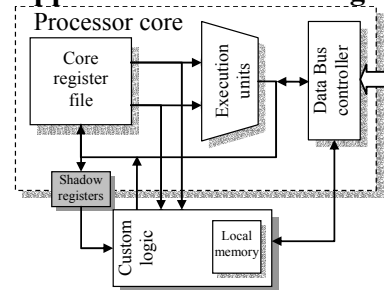 Processor core
Core
register
file
Execution
units
Data Bus
controller
Shadow
registers
Custom
logic
Local
memory